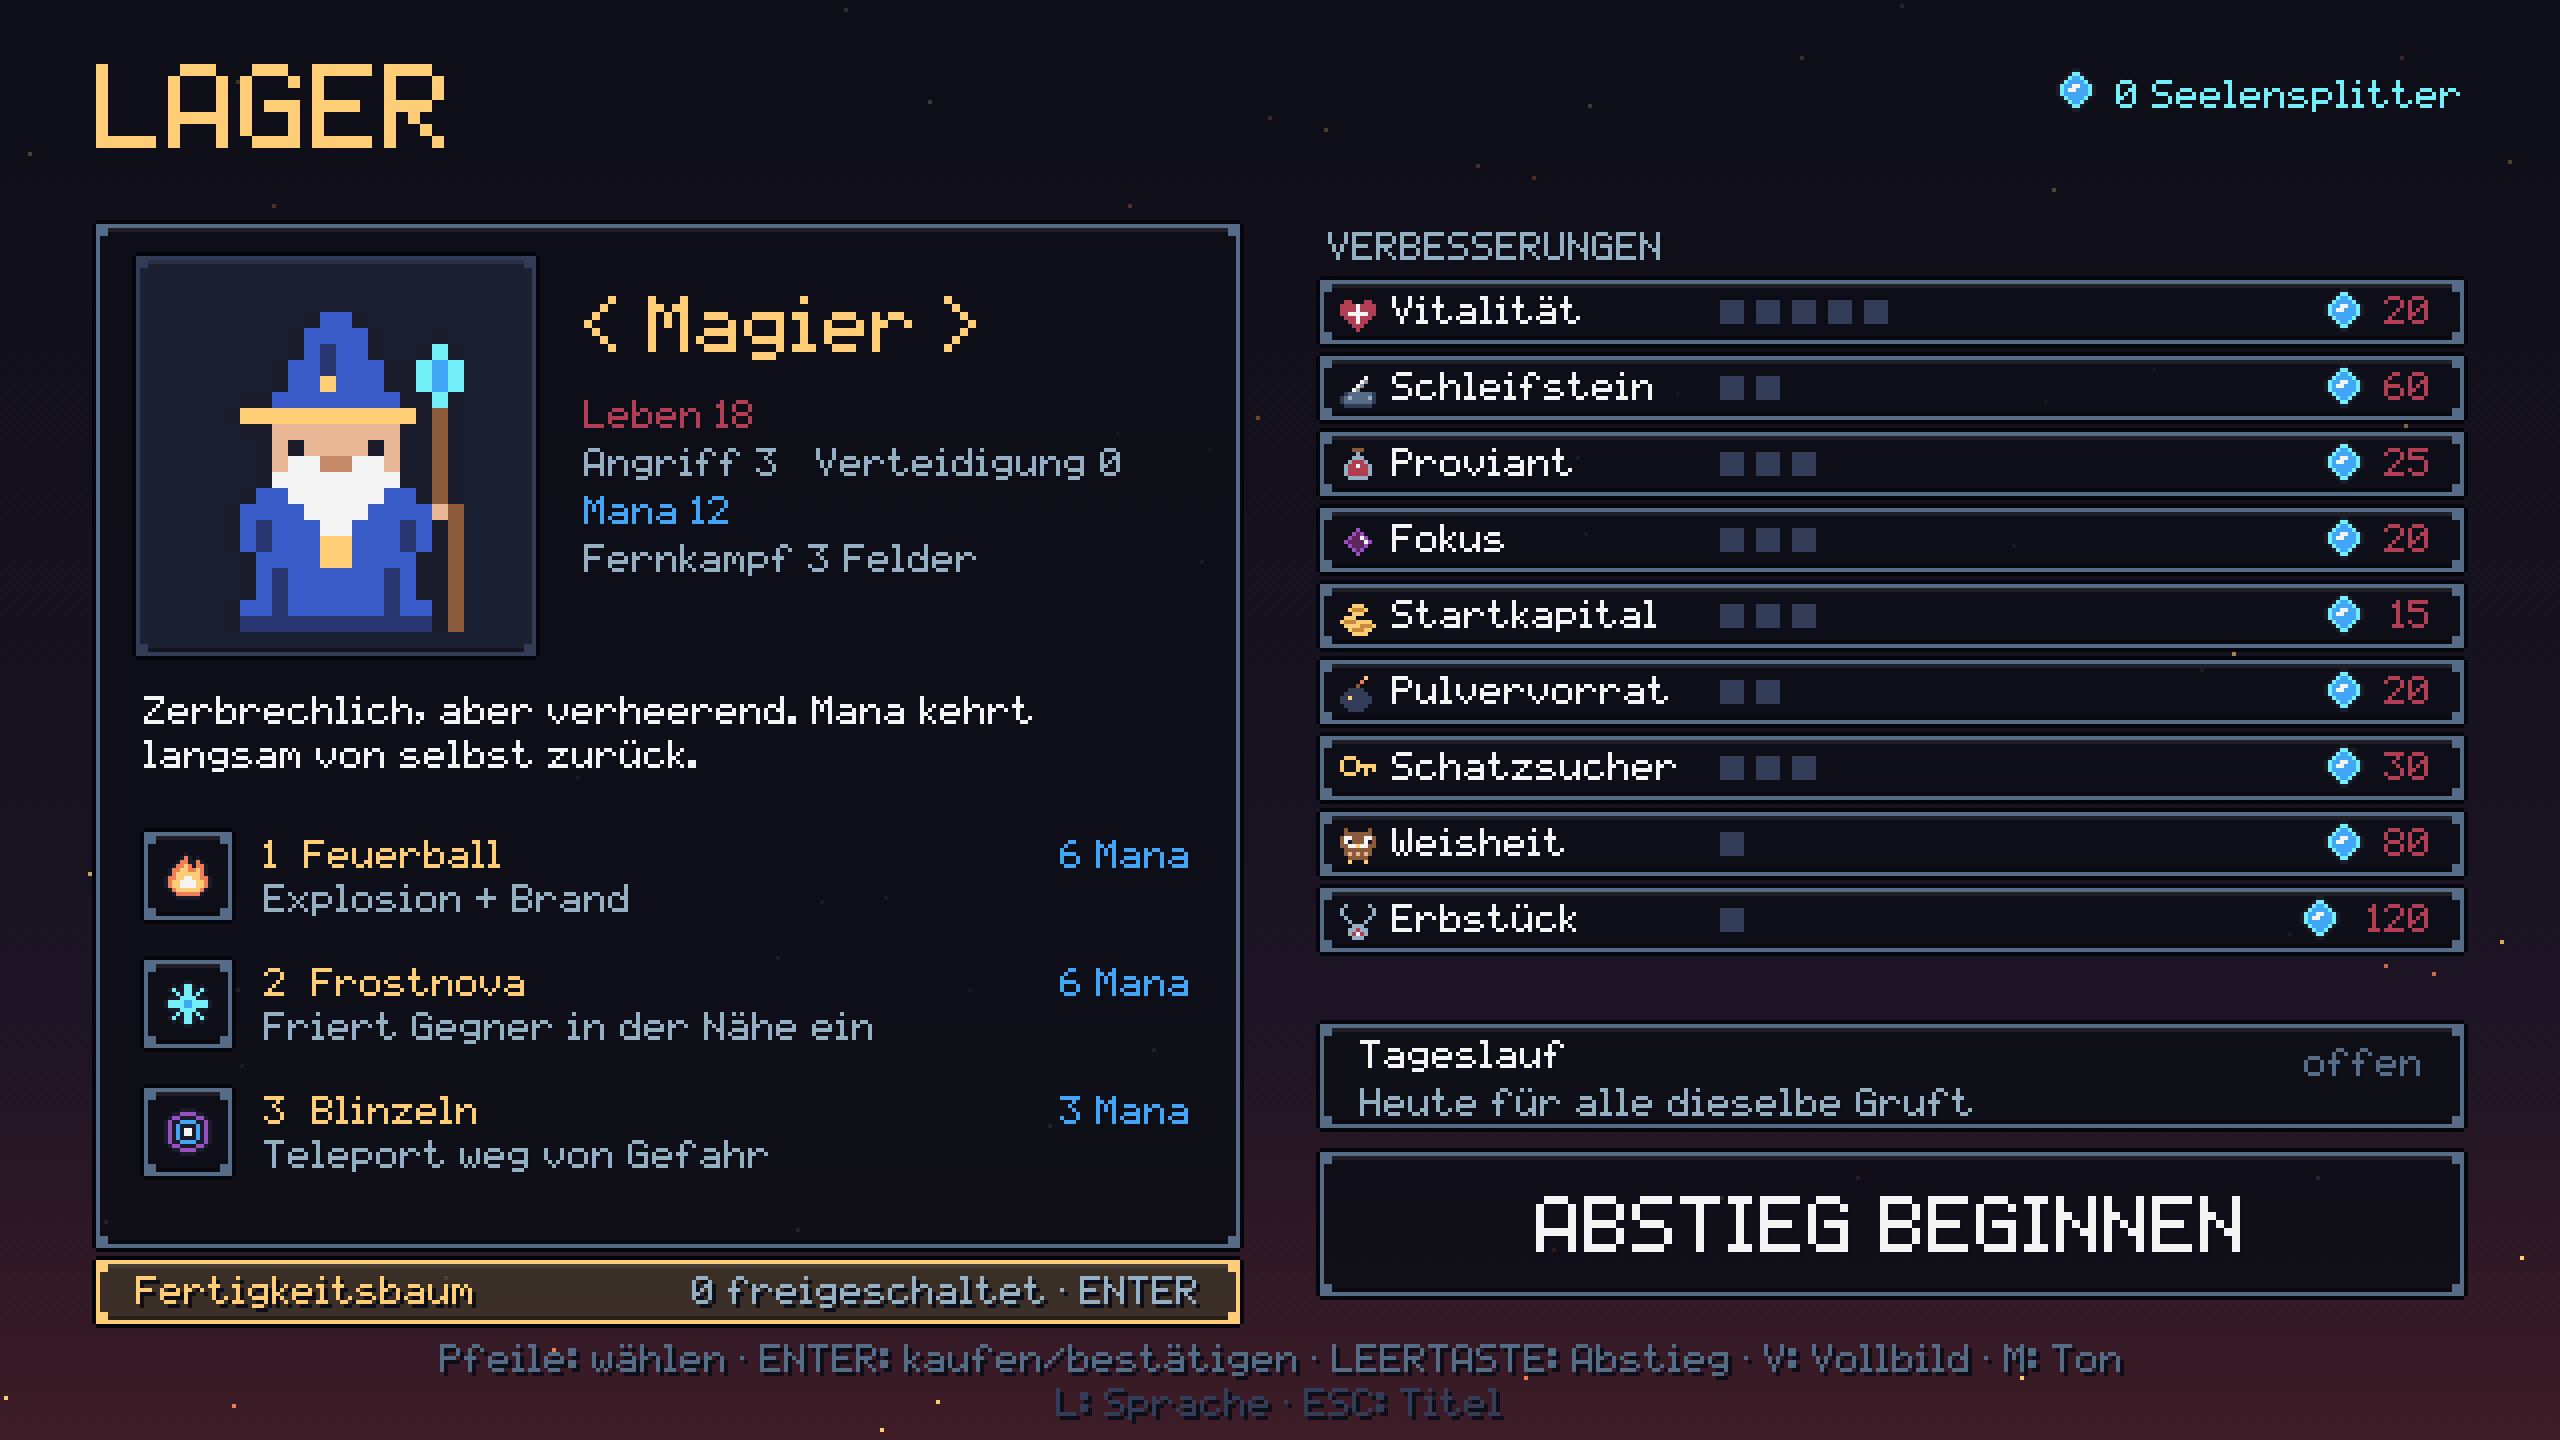 LAGER
0 Seelensplitter
< Magier >
Leben 18
Angriff 3 Verteidigung 0
Mana 12
Fernkampf 3 Felder
Zerbrechlich, aber verheerend. Mana kehrt
langsam von selbst zurück.
1 Feuerball 6 Mana
Explosion + Brand
2 Frostnova 6 Mana
Friert Gegner in der Nähe ein
3 Blinzeln 3 Mana
Teleport weg von Gefahr
Fertigkeitsbaum 0 freigeschaltet · ENTER
VERBESSERUNGEN
Vitalität 20
Schleifstein 60
Proviant 25
Fokus 20
Startkapital 15
Pulvervorrat 20
Schatzsucher 30
Weisheit 80
Erbstück 120
Tageslauf offen
Heute für alle dieselbe Gruft
ABSTIEG BEGINNEN
Pfeile: wählen · ENTER: kaufen/bestätigen · LEERTASTE: Abstieg · V: Vollbild · M: Ton
L: Sprache · ESC: Titel